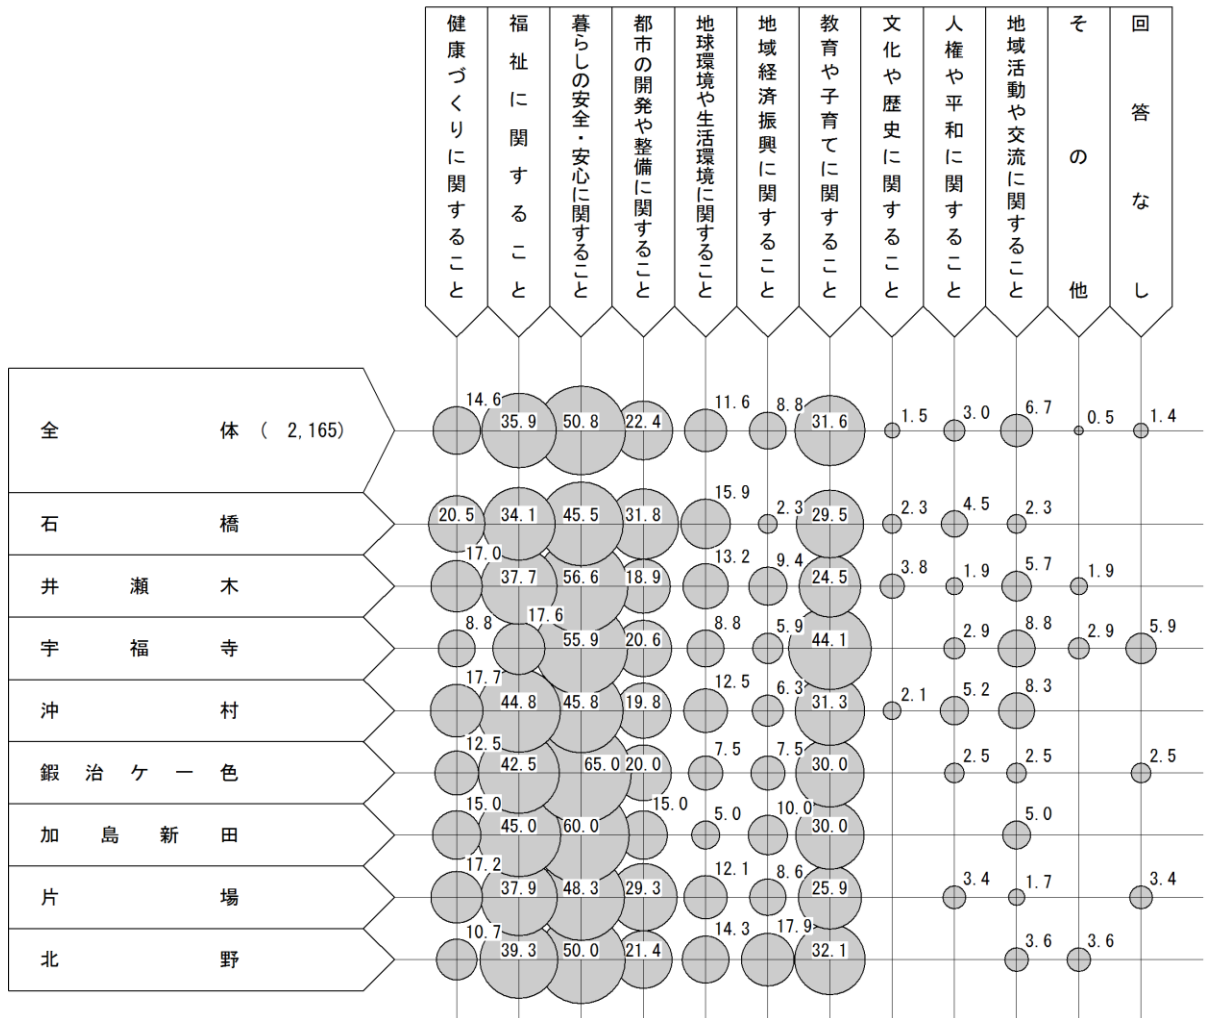 健康づくりに関すること
福祉に関すること
暮らしの安全・安心に関すること
都市の開発や整備に関すること
地球環境や生活環境に関すること
地域経済振興に関すること
教育や子育てに関すること
文化や歴史に関すること
人権や平和に関すること
地域活動や交流に関すること
その他
回答なし
全体 ( 2,165) 14.6 35.9 50.8 22.4 11.6 8.8 31.6 1.5 3.0 6.7 0.5 1.4
石橋 20.5 34.1 45.5 31.8 15.9 2.3 29.5 2.3 4.5 2.3
井瀬木 17.0 37.7 56.6 18.9 13.2 9.4 24.5 3.8 1.9 5.7 1.9
宇福寺 8.8 17.6 55.9 20.6 8.8 5.9 44.1 2.9 8.8 2.9 5.9
沖村 17.7 44.8 45.8 19.8 12.5 6.3 31.3 2.1 5.2 8.3
鍜治ケ一色 12.5 42.5 65.0 20.0 7.5 7.5 30.0 2.5 2.5 2.5
加島新田 15.0 45.0 60.0 15.0 5.0 10.0 30.0 5.0
片場 17.2 37.9 48.3 29.3 12.1 8.6 25.9 3.4 1.7 3.4
北野 10.7 39.3 50.0 21.4 14.3 17.9 32.1 3.6 3.6